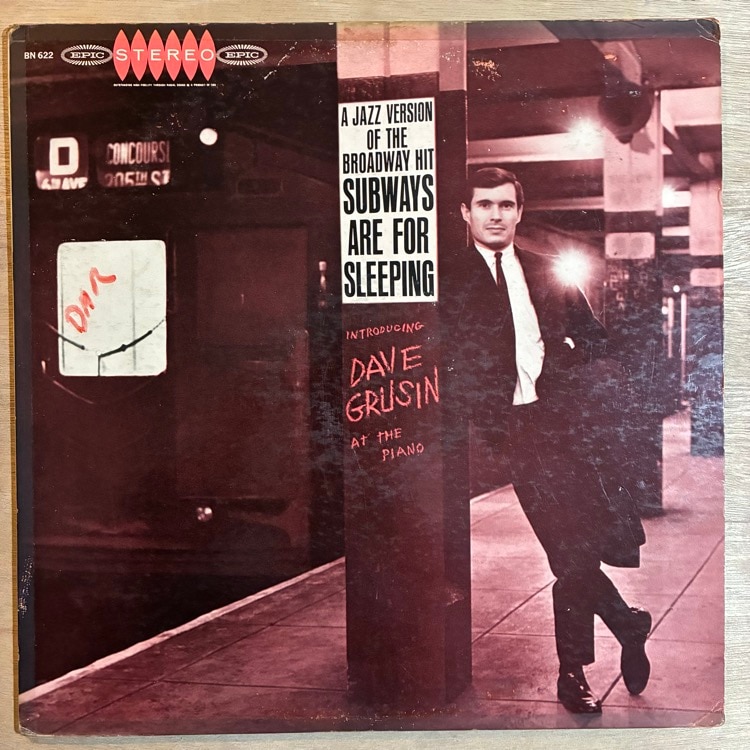 BN 622
EPIC STEREO EPIC
D
CONCOURSE
205TH ST
DHR
A JAZZ VERSION
OF THE
BROADWAY HIT
SUBWAYS
ARE FOR
SLEEPING
INTRODUCING
DAVE
GRUSIN
AT THE
PIANO